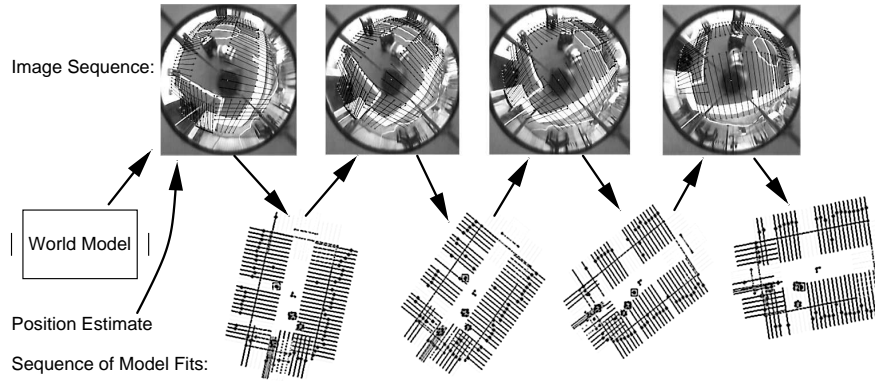 Image Sequence:
World Model
Position Estimate
Sequence of Model Fits: